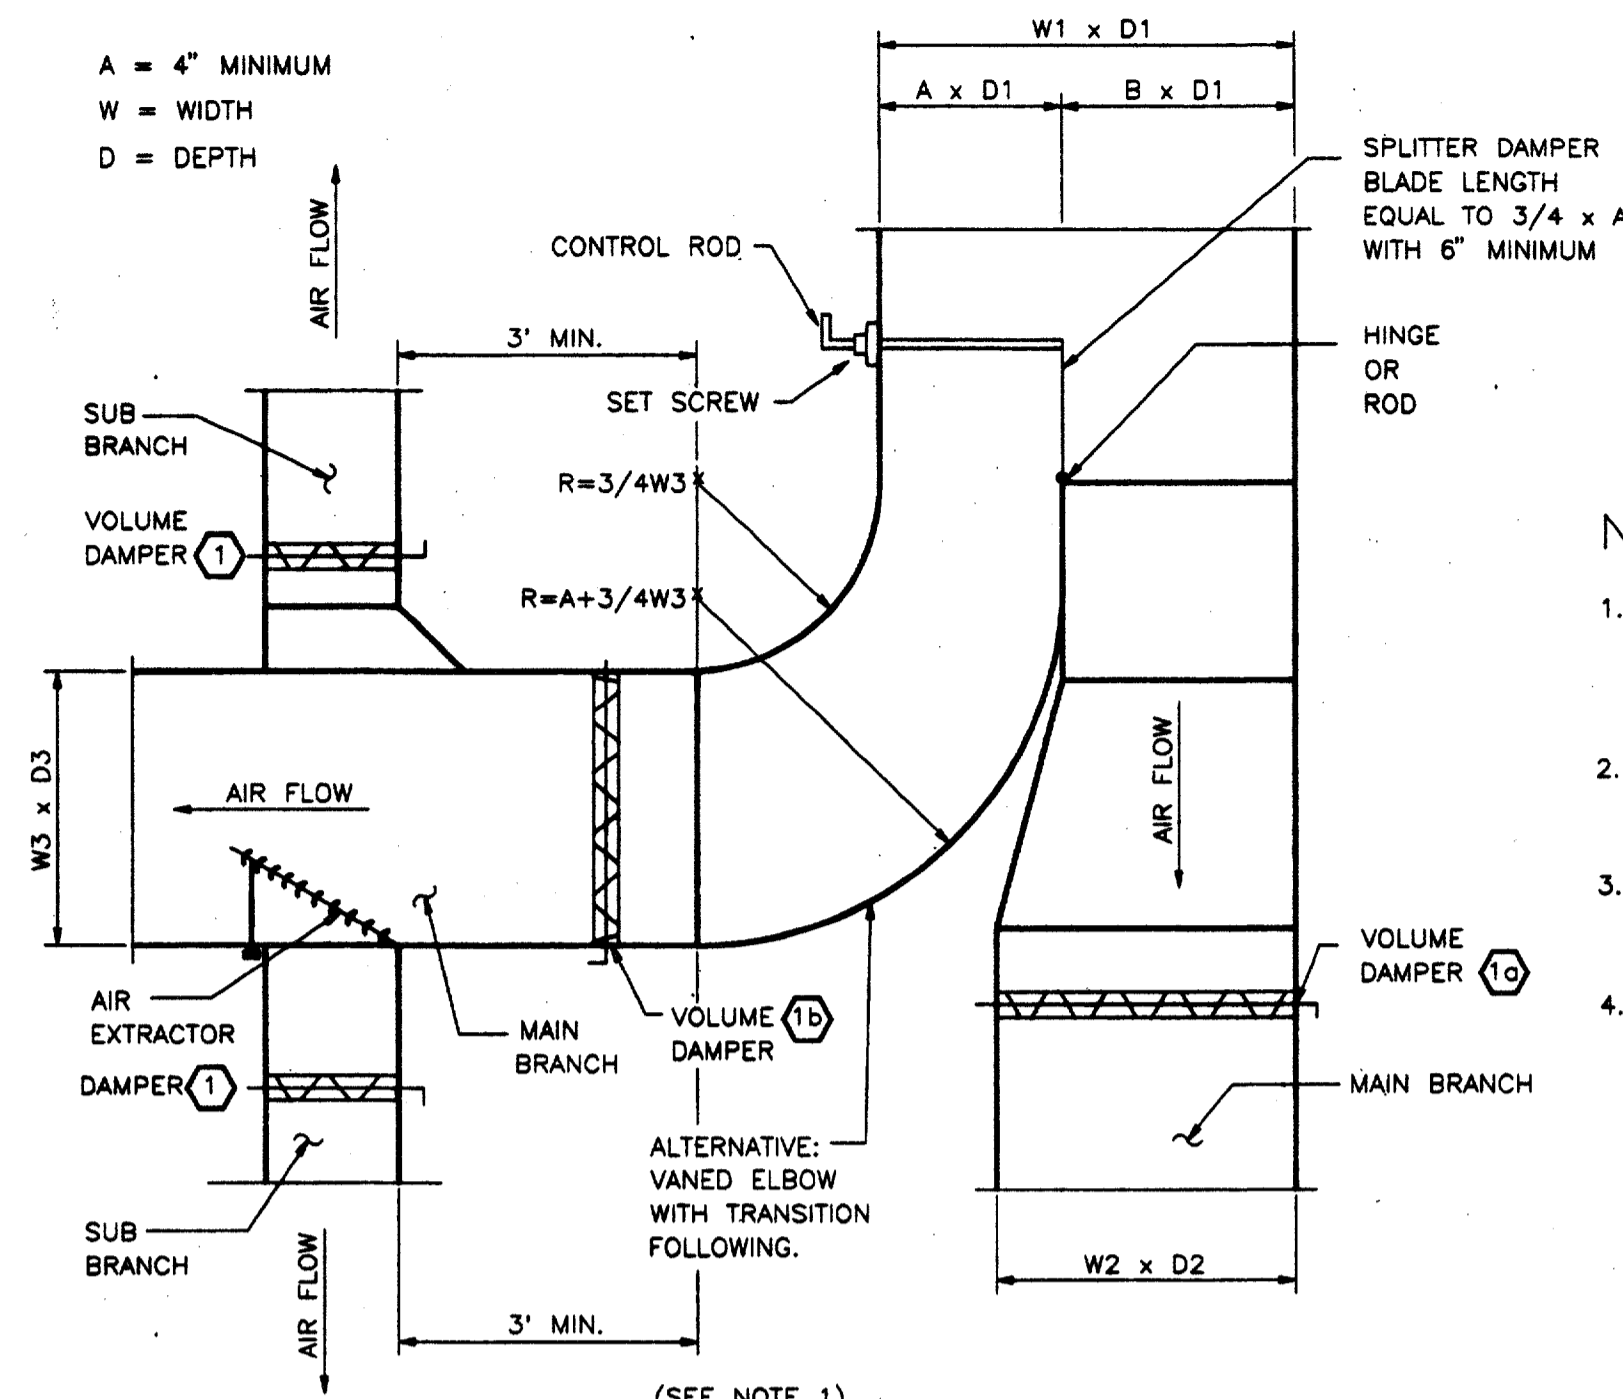 A = 4" MINIMUM
W = WIDTH
D = DEPTH
W1 x D1
A x D1
B x D1
SPLITTER DAMPER
BLADE LENGTH
EQUAL TO 3/4 x A
WITH 6" MINIMUM
AIR FLOW
CONTROL ROD
3' MIN.
HINGE
OR
ROD
SET SCREW
SUB
BRANCH
R=3/4W3
VOLUME
DAMPER 1
R=A+3/4W3
N
1.
2.
3.
4.
W3 x D3
AIR FLOW
AIR FLOW
VOLUME
DAMPER 1a
AIR
EXTRACTOR
MAIN
BRANCH
VOLUME 1b
DAMPER
DAMPER 1
MAIN BRANCH
ALTERNATIVE:
VANED ELBOW
WITH TRANSITION
FOLLOWING.
SUB
BRANCH
AIR FLOW
W2 x D2
3' MIN.
(SEE NOTE 1)